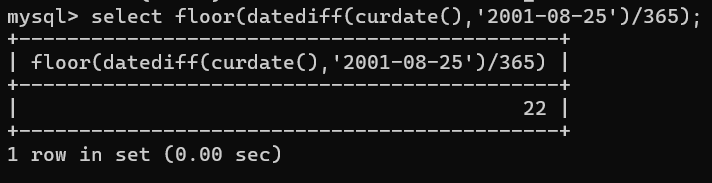 mysql> select floor(datediff(curdate(),'2001-08-25')/365);
+---------------------------------------------+
| floor(datediff(curdate(),'2001-08-25')/365) |
+---------------------------------------------+
|                                          22 |
+---------------------------------------------+
1 row in set (0.00 sec)